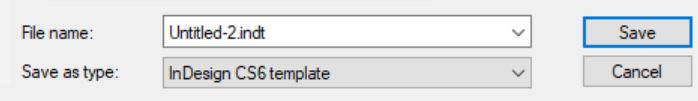 File name: Untitled-2.indt Save
Save as type: InDesign CS6 template Cancel